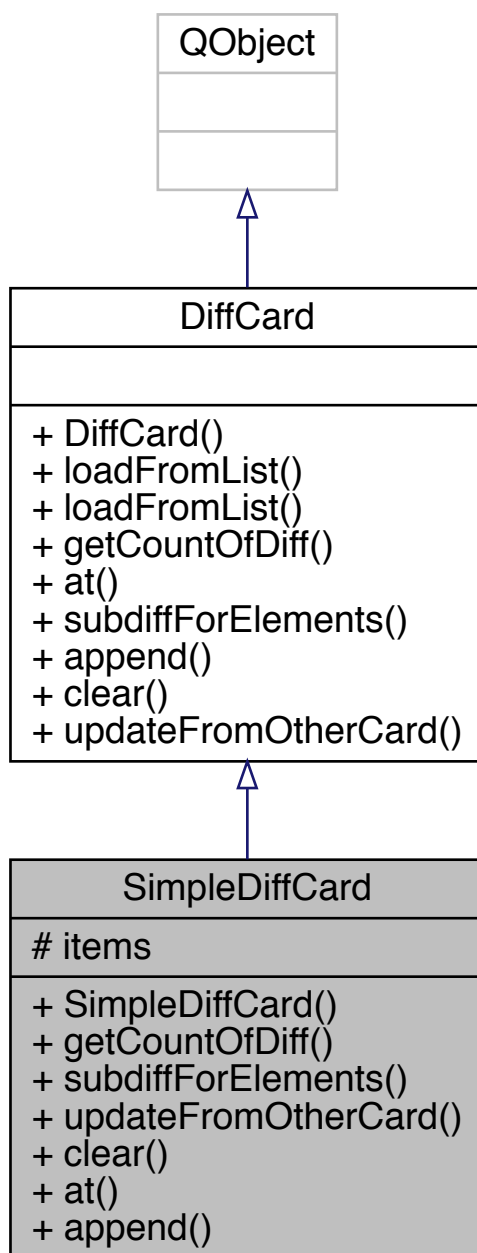 QObject
DiffCard
+ DiffCard()
+ loadFromList()
+ loadFromList()
+ getCountOfDiff()
+ at()
+ subdiffForElements()
+ append()
+ clear()
+ updateFromOtherCard()
SimpleDiffCard
# items
+ SimpleDiffCard()
+ getCountOfDiff()
+ subdiffForElements()
+ updateFromOtherCard()
+ clear()
+ at()
+ append()